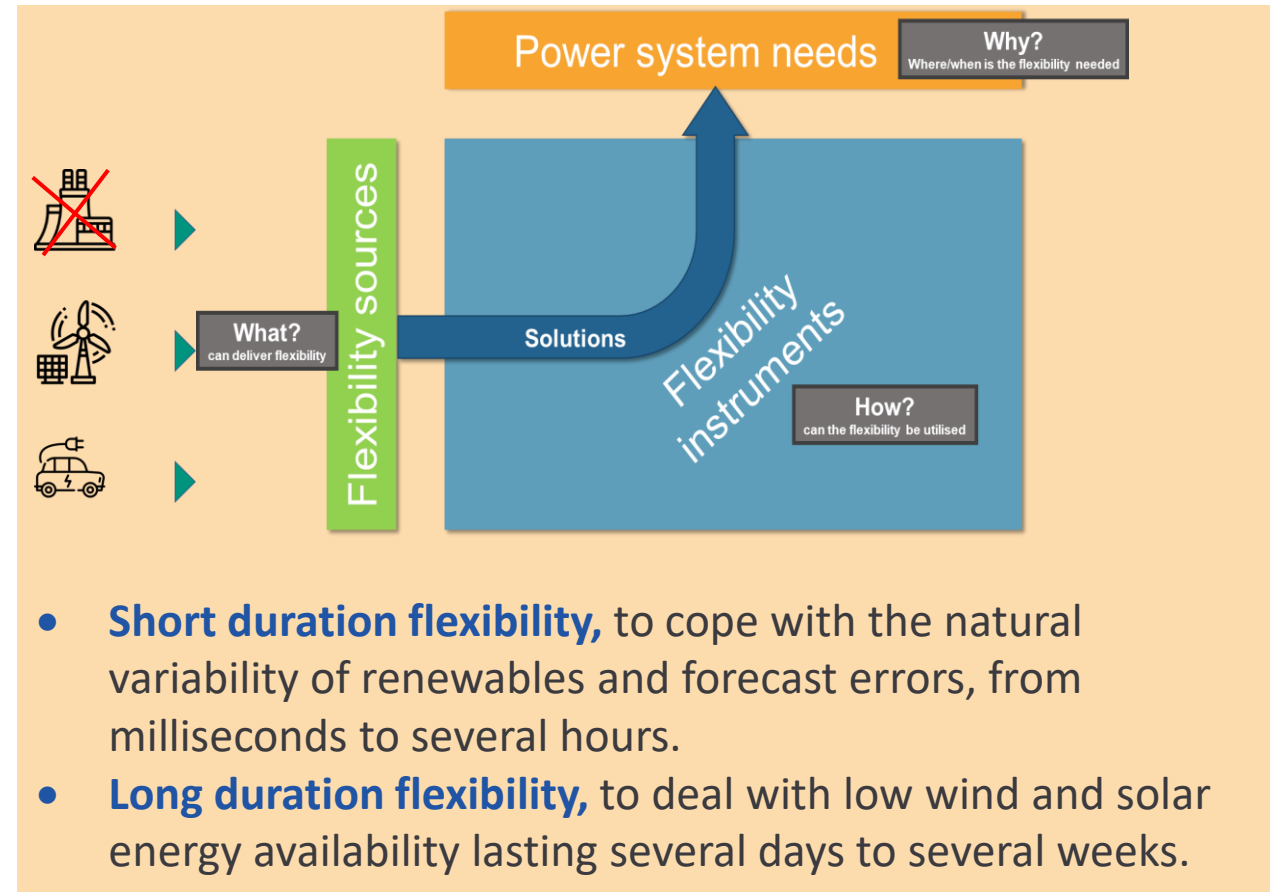 Power system needs
Why?
Where/when is the flexibility needed
Flexibility sources
What?
can deliver flexibility
Solutions
Flexibility
instruments
How?
can the flexibility be utilised
• Short duration flexibility, to cope with the natural
variability of renewables and forecast errors, from
milliseconds to several hours.
• Long duration flexibility, to deal with low wind and solar
energy availability lasting several days to several weeks.